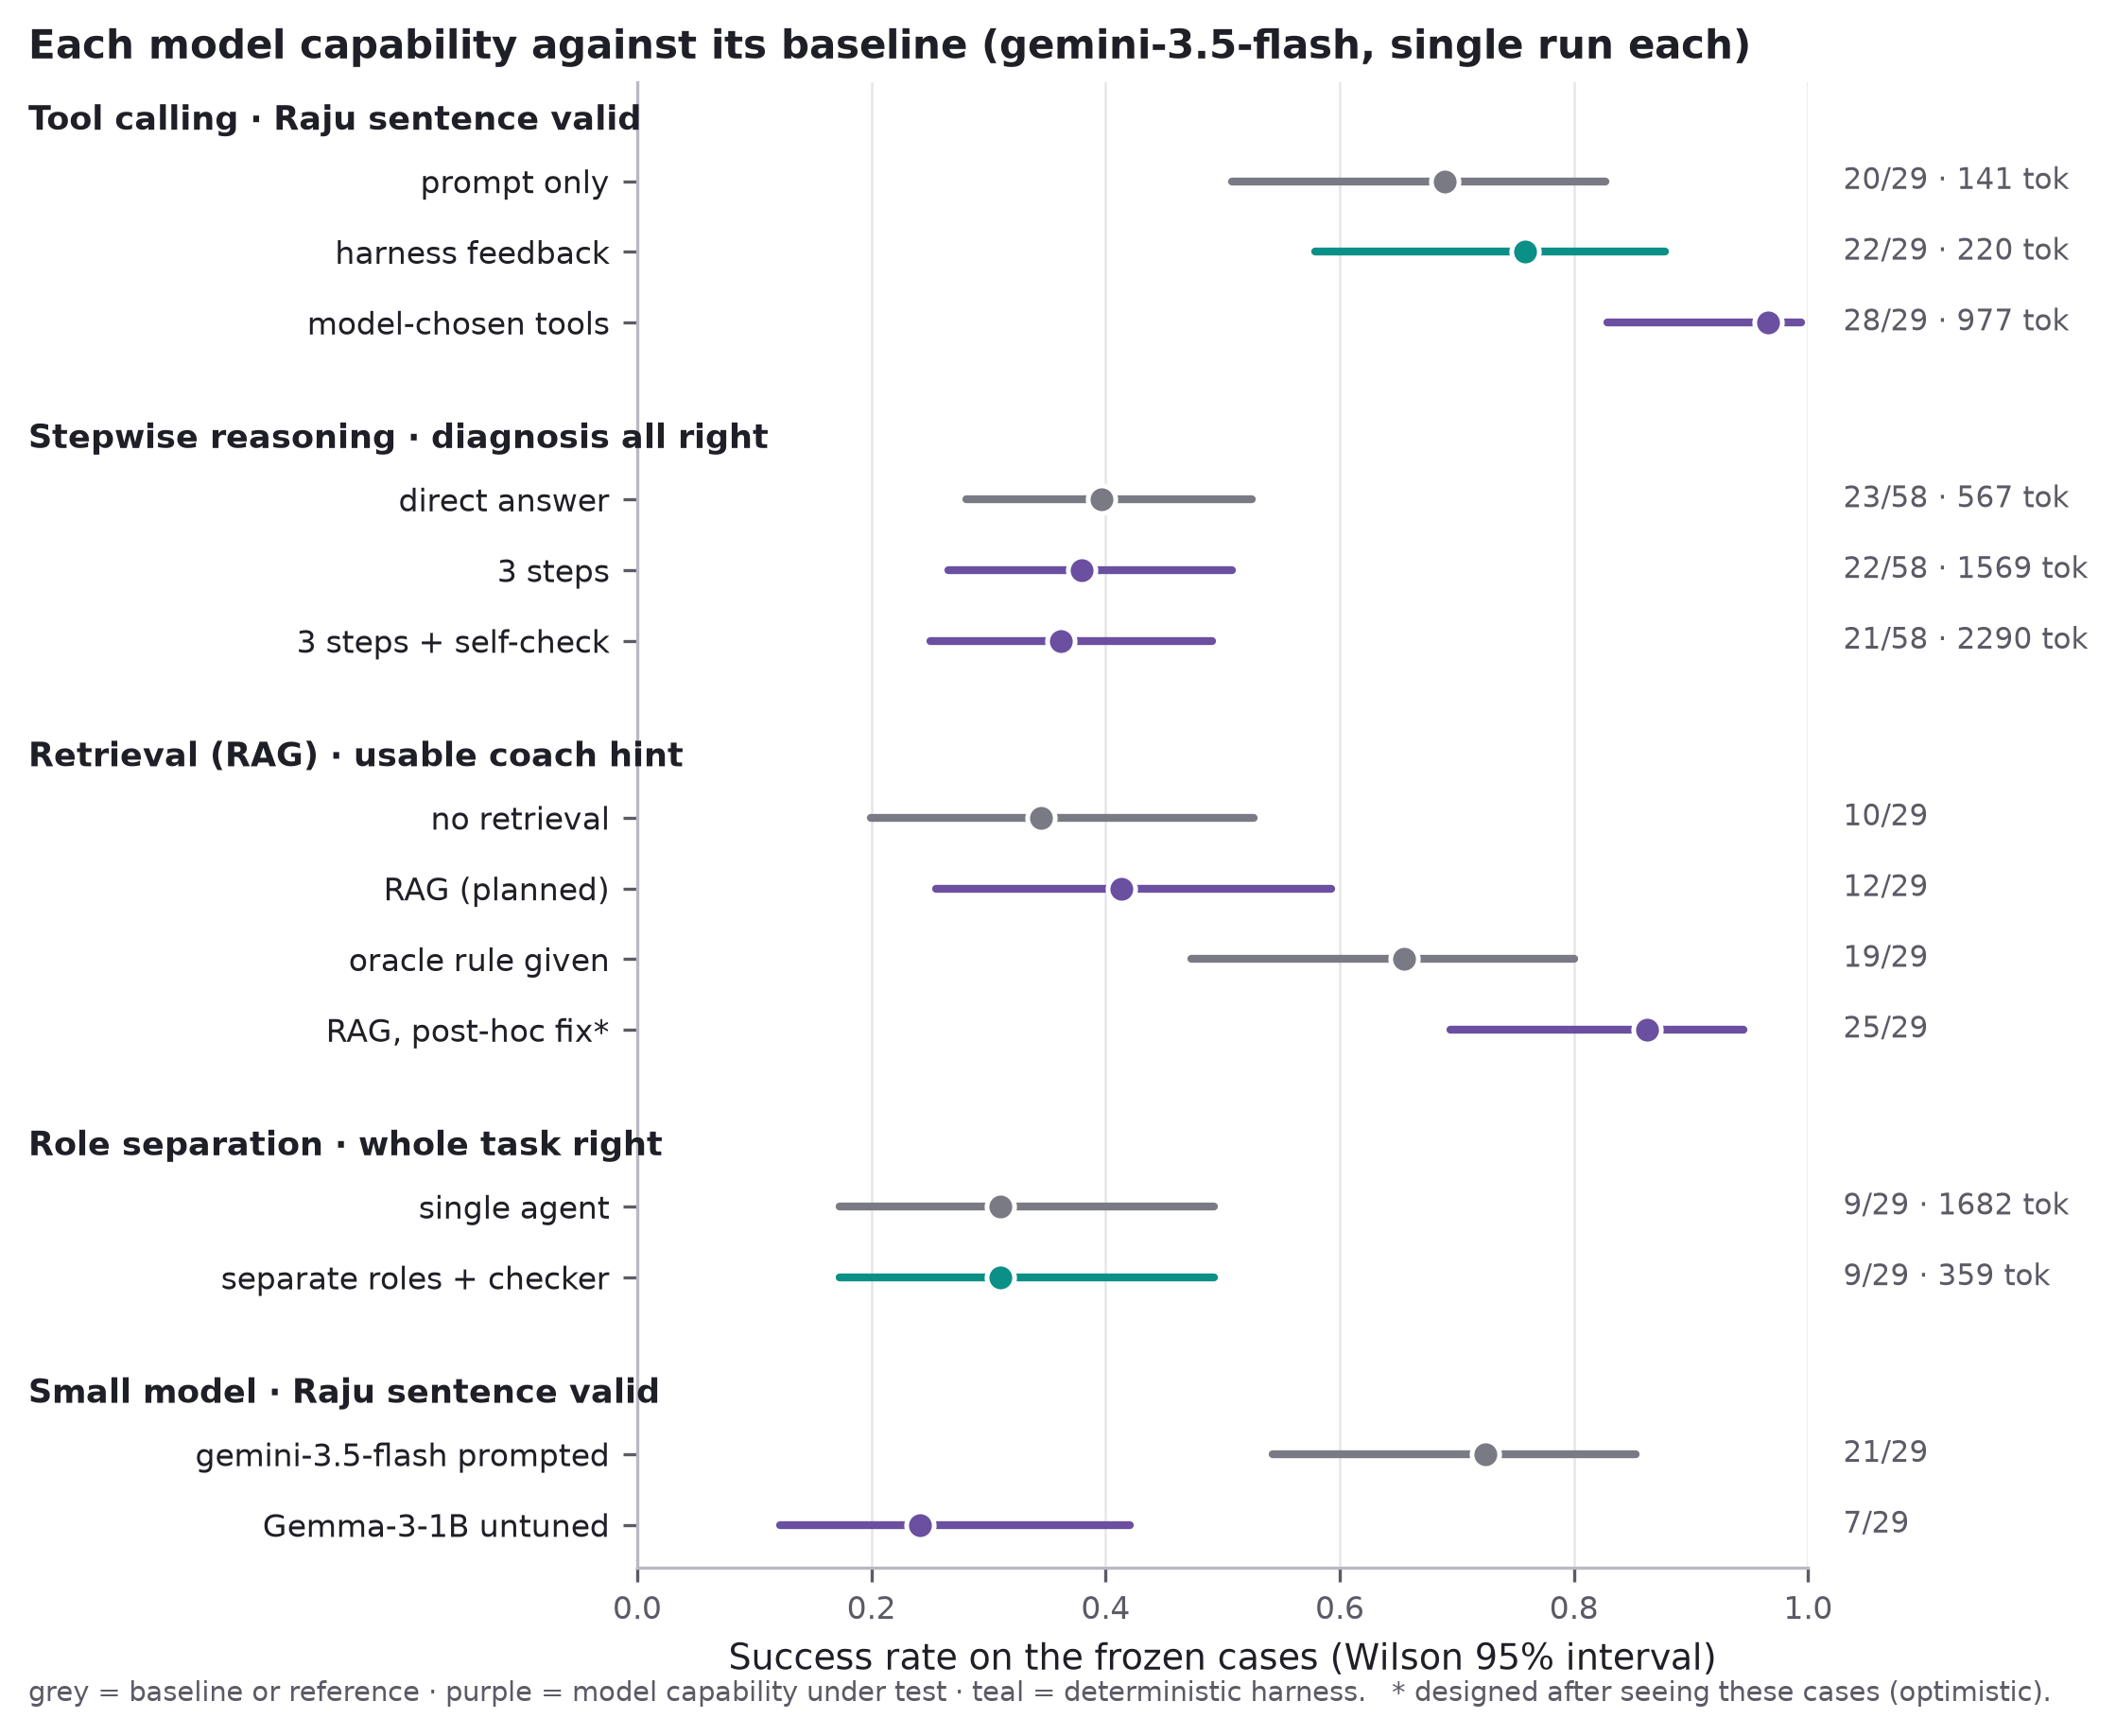 Each model capability against its baseline (gemini-3.5-flash, single run each)
Tool calling · Raju sentence valid
prompt only 20/29 · 141 tok
harness feedback 22/29 · 220 tok
model-chosen tools 28/29 · 977 tok
Stepwise reasoning · diagnosis all right
direct answer 23/58 · 567 tok
3 steps 22/58 · 1569 tok
3 steps + self-check 21/58 · 2290 tok
Retrieval (RAG) · usable coach hint
no retrieval 10/29
RAG (planned) 12/29
oracle rule given 19/29
RAG, post-hoc fix* 25/29
Role separation · whole task right
single agent 9/29 · 1682 tok
separate roles + checker 9/29 · 359 tok
Small model · Raju sentence valid
gemini-3.5-flash prompted 21/29
Gemma-3-1B untuned 7/29
0.0 0.2 0.4 0.6 0.8 1.0
Success rate on the frozen cases (Wilson 95% interval)
grey = baseline or reference · purple = model capability under test · teal = deterministic harness. * designed after seeing these cases (optimistic).